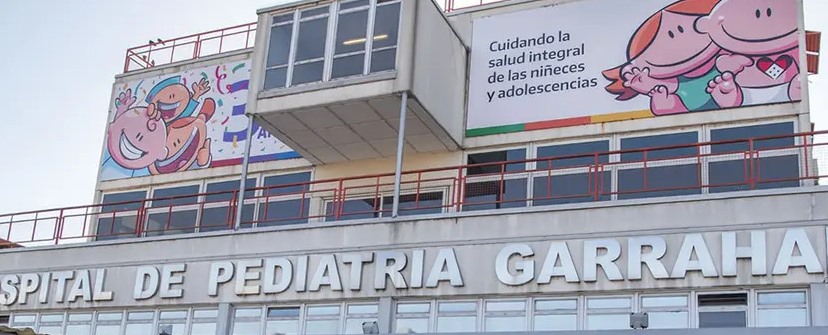 Cuidando la
salud integral
de las niñeces
y adolescencias
SPITAL DE PEDIATRIA GARRAHA